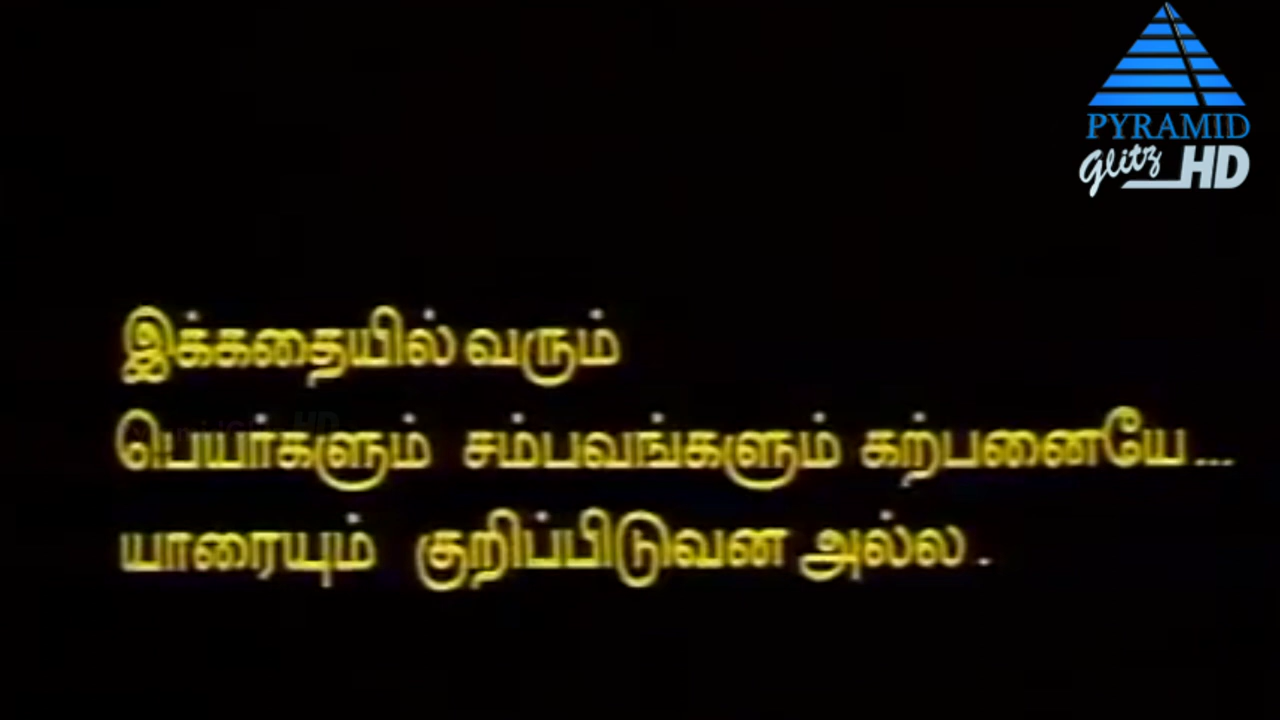 PYRAMID
Glitz HD
இக்கதையில் வரும்
பெயர்களும் சம்பவங்களும் கற்பனையே...
யாரையும் குறிப்பிடுவன அல்ல.